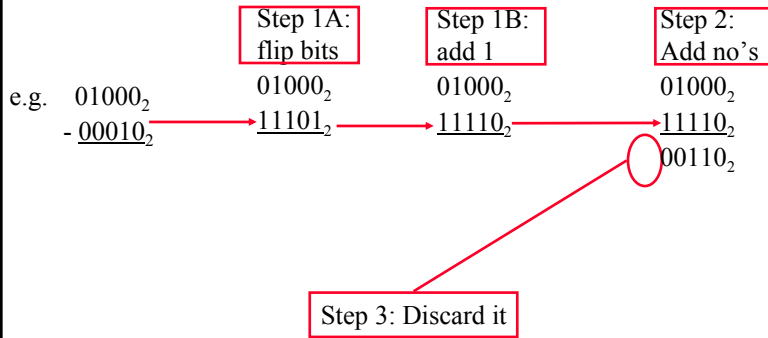 Step 1A:
flip bits
Step 1B:
add 1
Step 2:
Add no’s
e.g. 01000₂
- 00010₂
01000₂
11101₂
01000₂
11110₂
01000₂
11110₂
00110₂
Step 3: Discard it